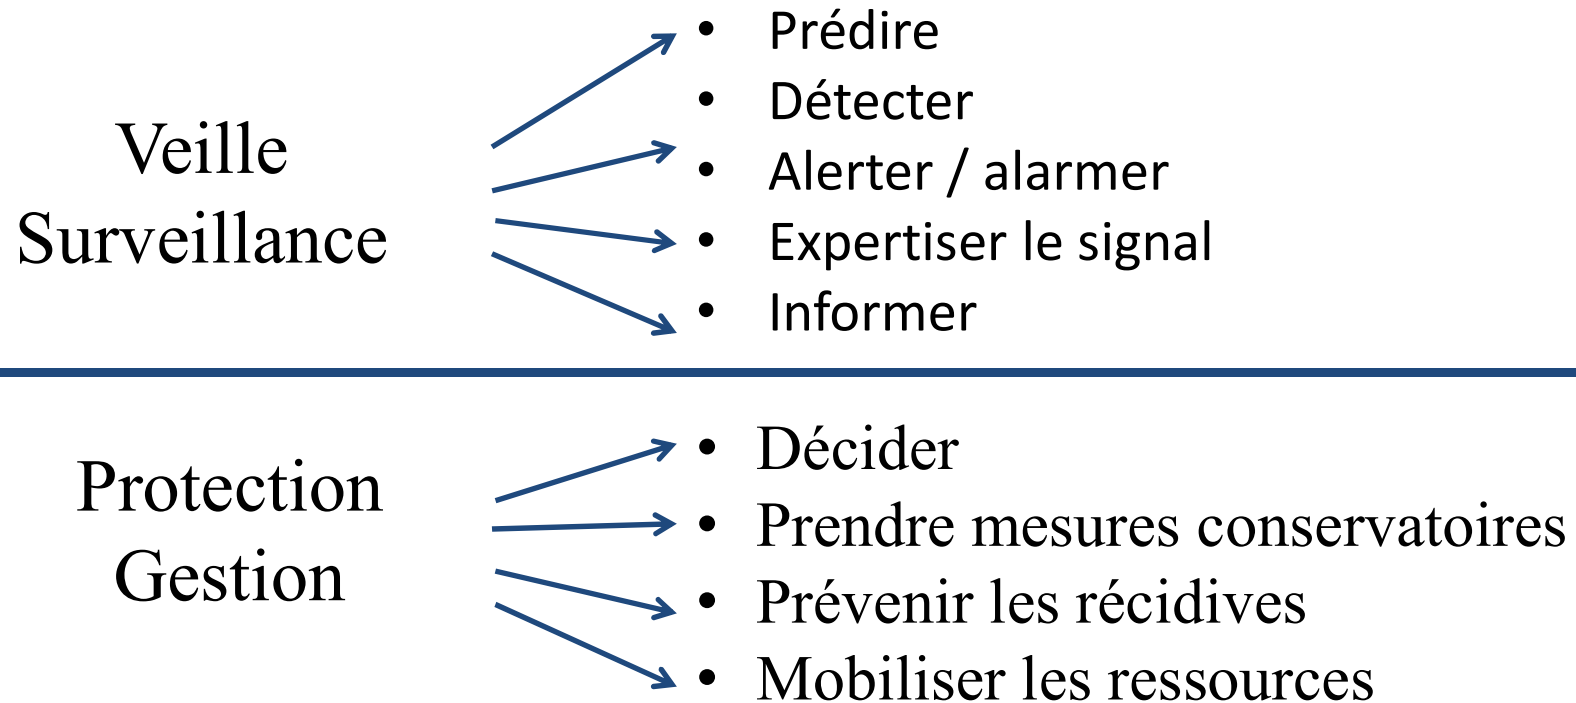 Veille
Surveillance
• Prédire
• Détecter
• Alerter / alarmer
• Expertiser le signal
• Informer
Protection
Gestion
• Décider
• Prendre mesures conservatoires
• Prévenir les récidives
• Mobiliser les ressources